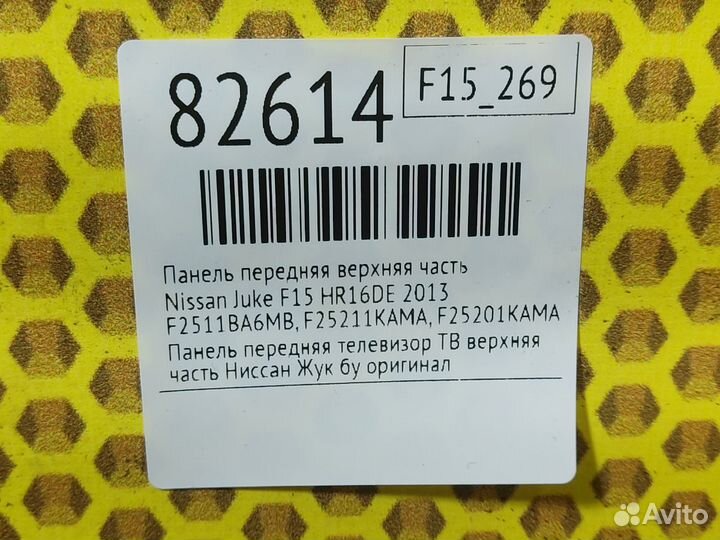 82614
F15_269
Панель передняя верхняя часть
Nissan Juke F15 HR16DE 2013
F2511BA6MB, F25211KAMA, F25201KAMA
Панель передняя телевизор ТВ верхняя
часть Ниссан Жук бу оригинал
Avito